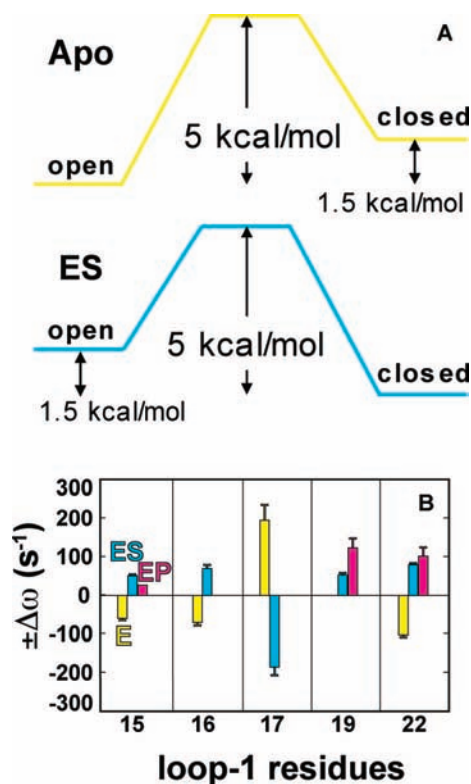 A
Apo
closed
5 kcal/mol
open
1.5 kcal/mol
ES
open
5 kcal/mol
closed
1.5 kcal/mol
B
300
200
100
0
-100
-200
-300
±Δω (s⁻¹)
ES
EP
E
15 16 17 19 22
loop-1 residues